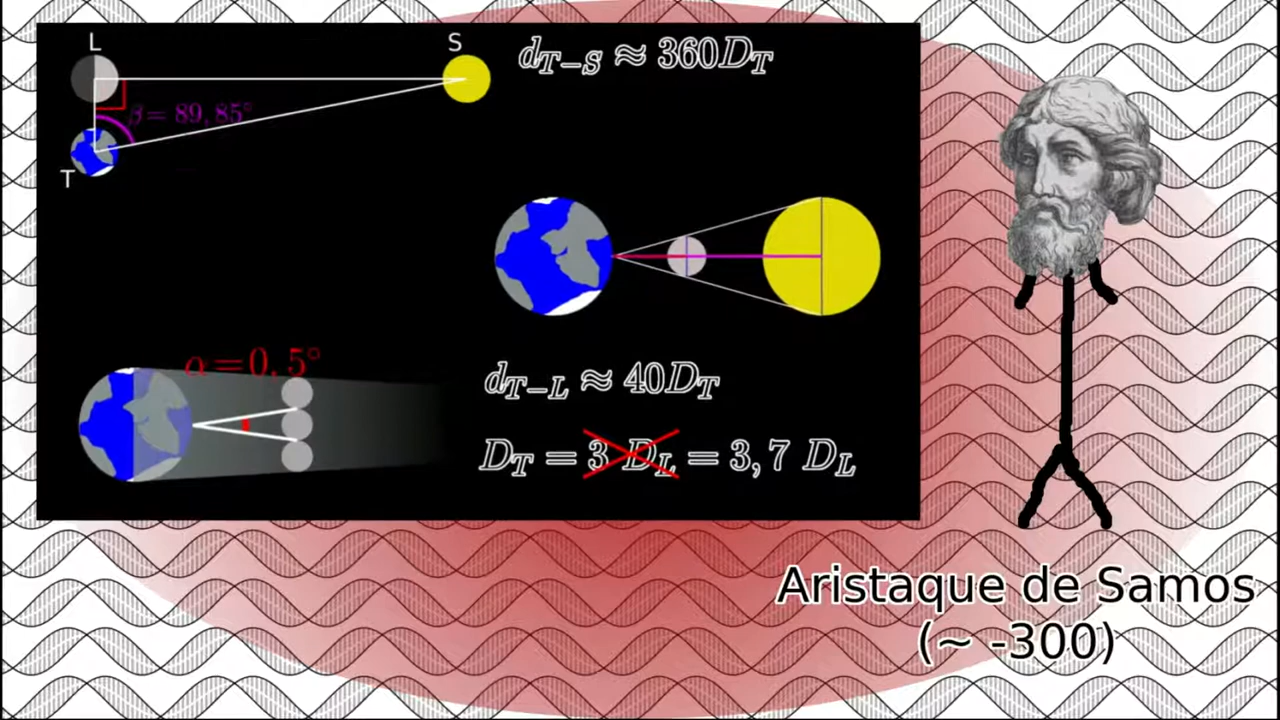 L
S
d_{T-S} ≈ 360D_T
β = 89,85°
T
α = 0,5°
d_{T-L} ≈ 40D_T
D_T = 3 D_L = 3,7 D_L
Aristaque de Samos
(~ -300)